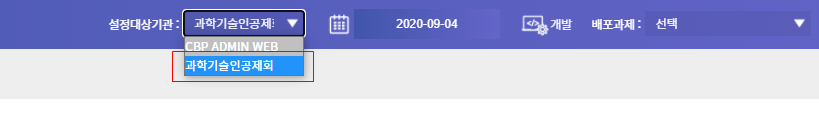 설정대상기관 : 과학기술인공제: 2020-09-04 개발 배포과제 : 선택
CBP ADMIN WEB
과학기술인공제회